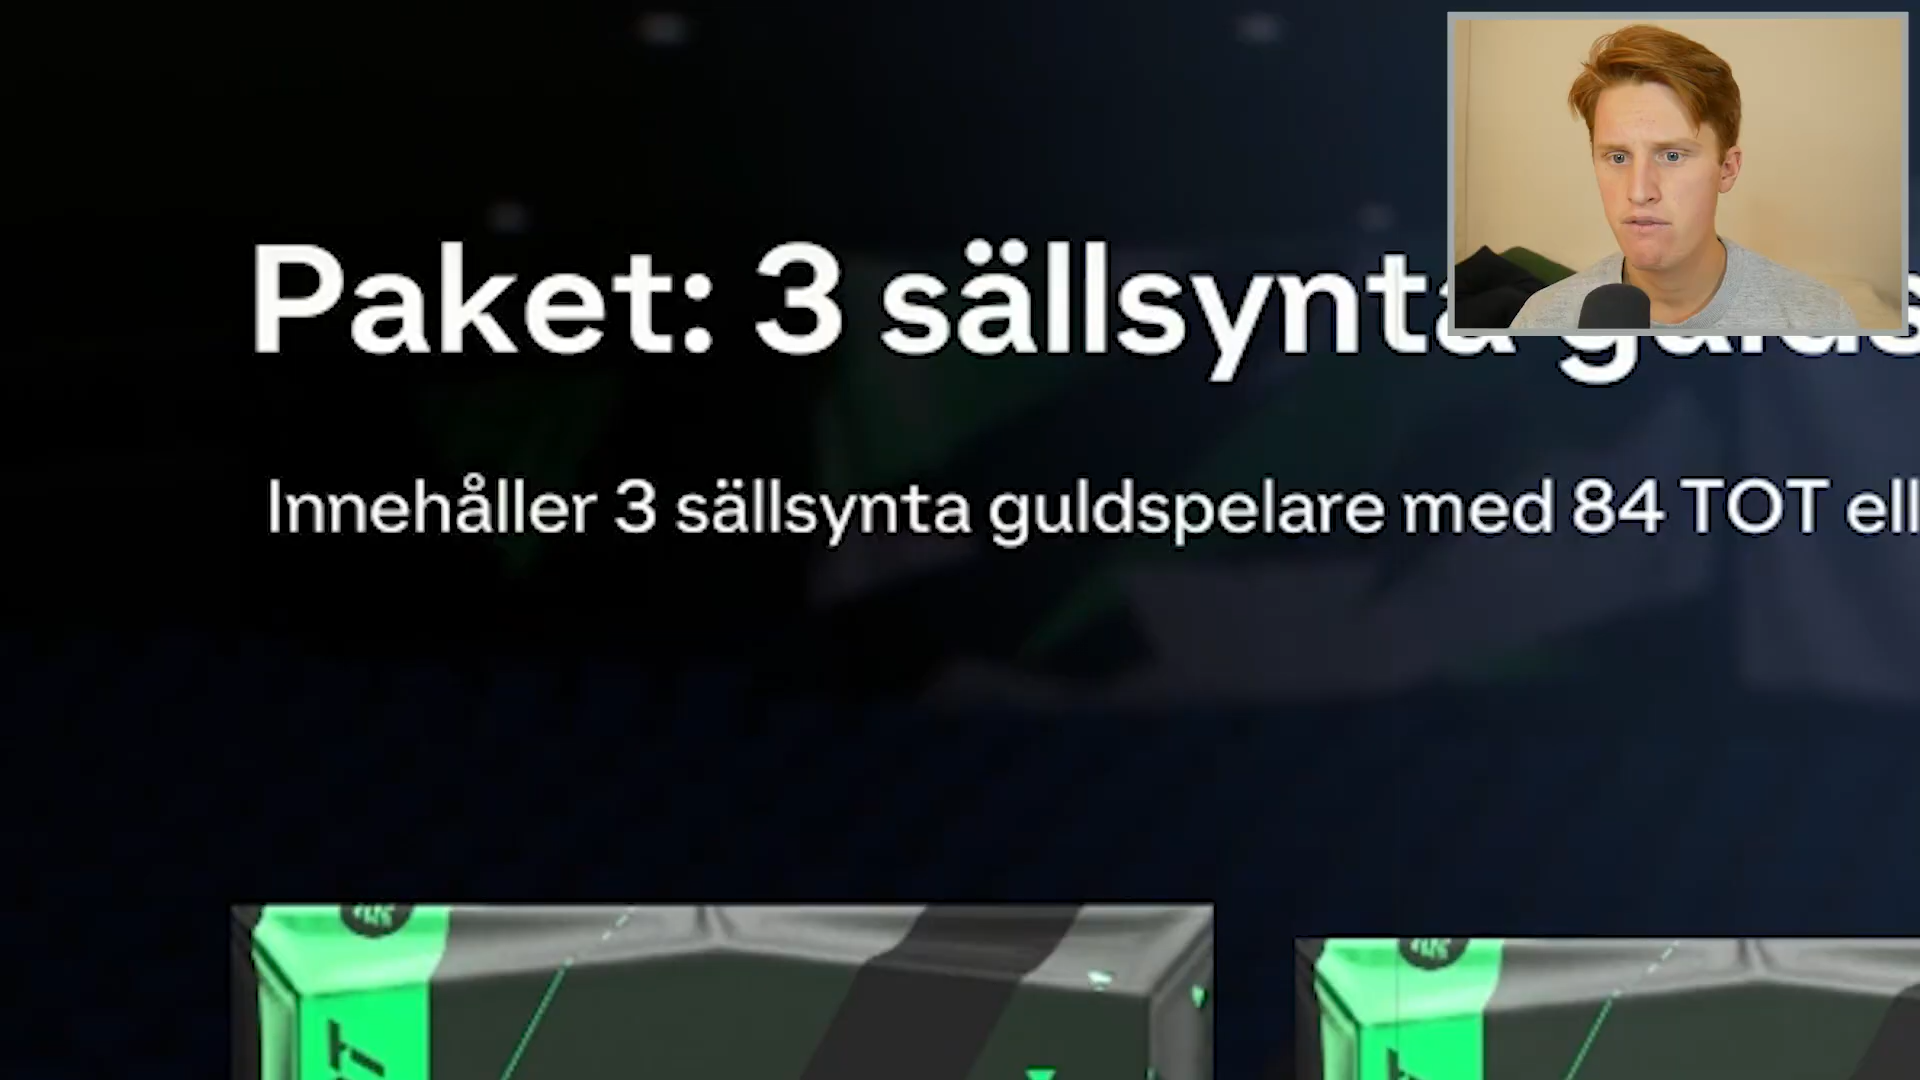 Paket: 3 sällsynta
Innehåller 3 sällsynta guldspelare med 84 TOT